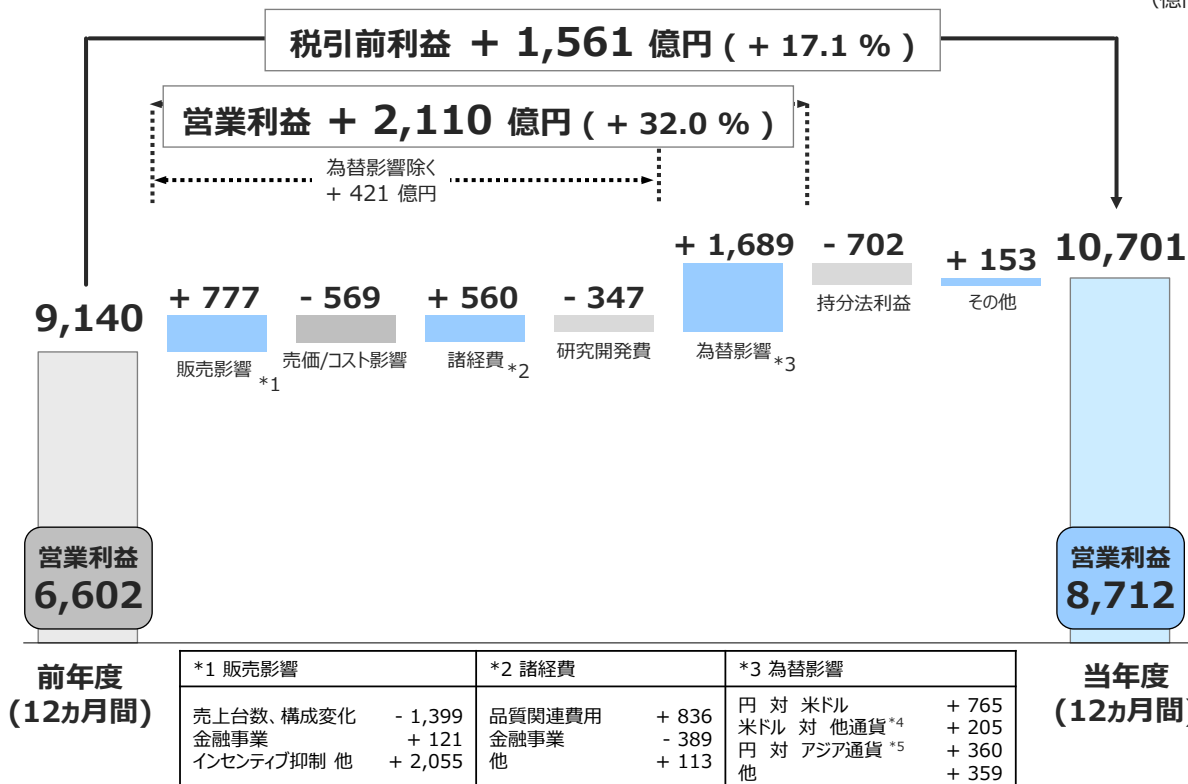 (億円
税引前利益 + 1,561 億円 ( + 17.1 % )
営業利益 + 2,110 億円 ( + 32.0 % )
為替影響除く
+ 421 億円
9,140
+ 777
販売影響 *1
- 569
売価/コスト影響
+ 560
諸経費 *2
- 347
研究開発費
+ 1,689
為替影響 *3
- 702
持分法利益
+ 153
その他
10,701
営業利益
6,602
営業利益
8,712
前年度
(12ヵ月間)
当年度
(12ヵ月間)
*1 販売影響
売上台数、構成変化 - 1,399
金融事業 + 121
インセンティブ抑制 他 + 2,055
*2 諸経費
品質関連費用 + 836
金融事業 - 389
他 + 113
*3 為替影響
円 対 米ドル + 765
米ドル 対 他通貨 *4 + 205
円 対 アジア通貨 *5 + 360
他 + 359